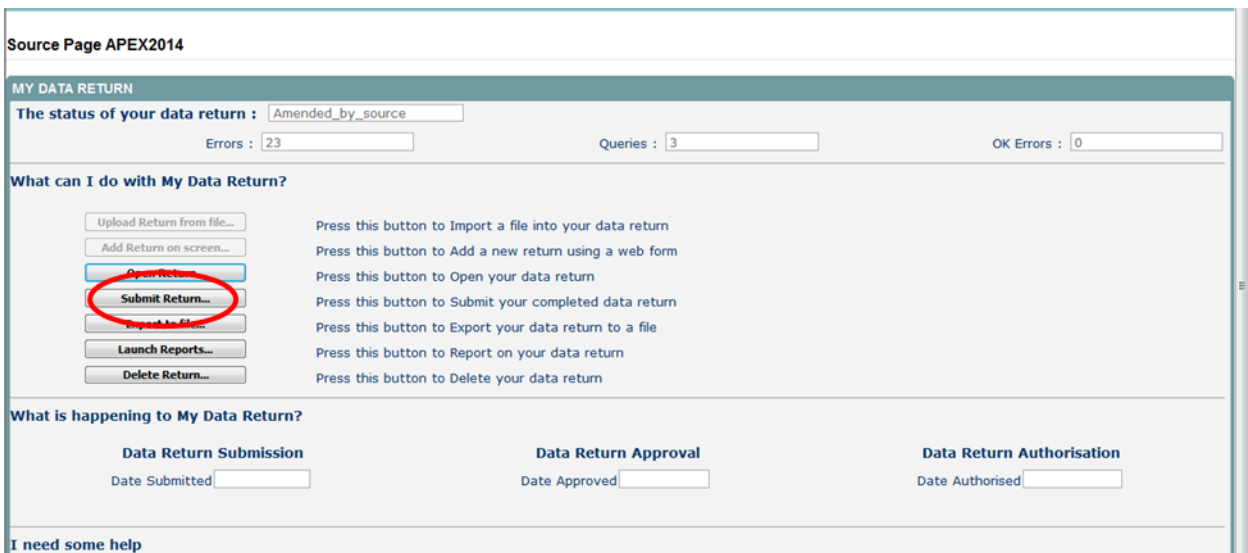 Source Page APEX2014
MY DATA RETURN
The status of your data return : Amended_by_source
Errors : 23 Queries : 3 OK Errors : 0
What can I do with My Data Return?
Upload Return from file... Press this button to Import a file into your data return
Add Return on screen... Press this button to Add a new return using a web form
Open Return... Press this button to Open your data return
Submit Return... Press this button to Submit your completed data return
Export to file... Press this button to Export your data return to a file
Launch Reports... Press this button to Report on your data return
Delete Return... Press this button to Delete your data return
What is happening to My Data Return?
Data Return Submission Data Return Approval Data Return Authorisation
Date Submitted Date Approved Date Authorised
I need some help